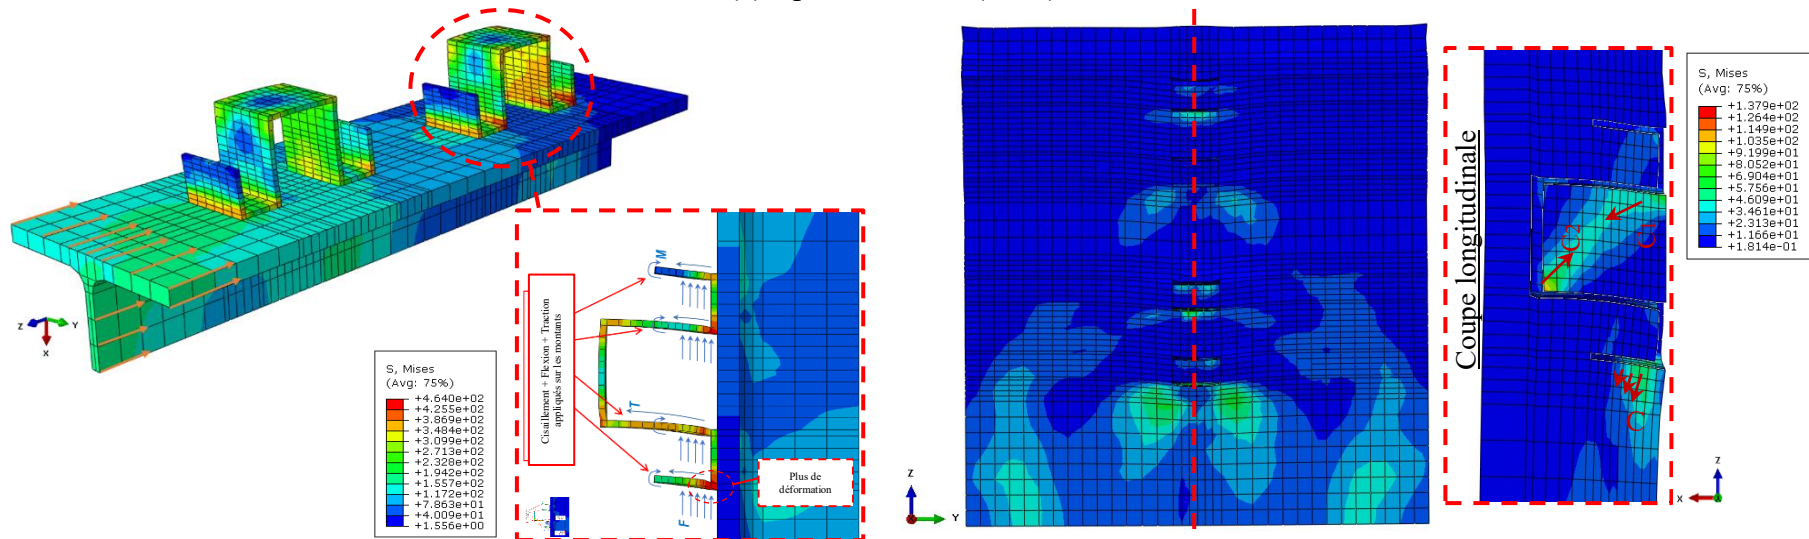 S, Mises
(Avg: 75%)
+4.640e+02
+4.255e+02
+3.869e+02
+3.484e+02
+3.099e+02
+2.713e+02
+2.328e+02
+1.942e+02
+1.557e+02
+1.172e+02
+7.863e+01
+4.009e+01
+1.556e+00
Z
Y
X
Cisaillement + Flexion + Traction
appliqués sur les montants
M
T
F
Plus de
déformation
Z
Y
X
Coupe longitudinale
C1
C2
C
X
Z
S, Mises
(Avg: 75%)
+1.379e+02
+1.264e+02
+1.149e+02
+1.035e+02
+9.199e+01
+8.052e+01
+6.904e+01
+5.756e+01
+4.609e+01
+3.461e+01
+2.313e+01
+1.166e+01
+1.814e-01